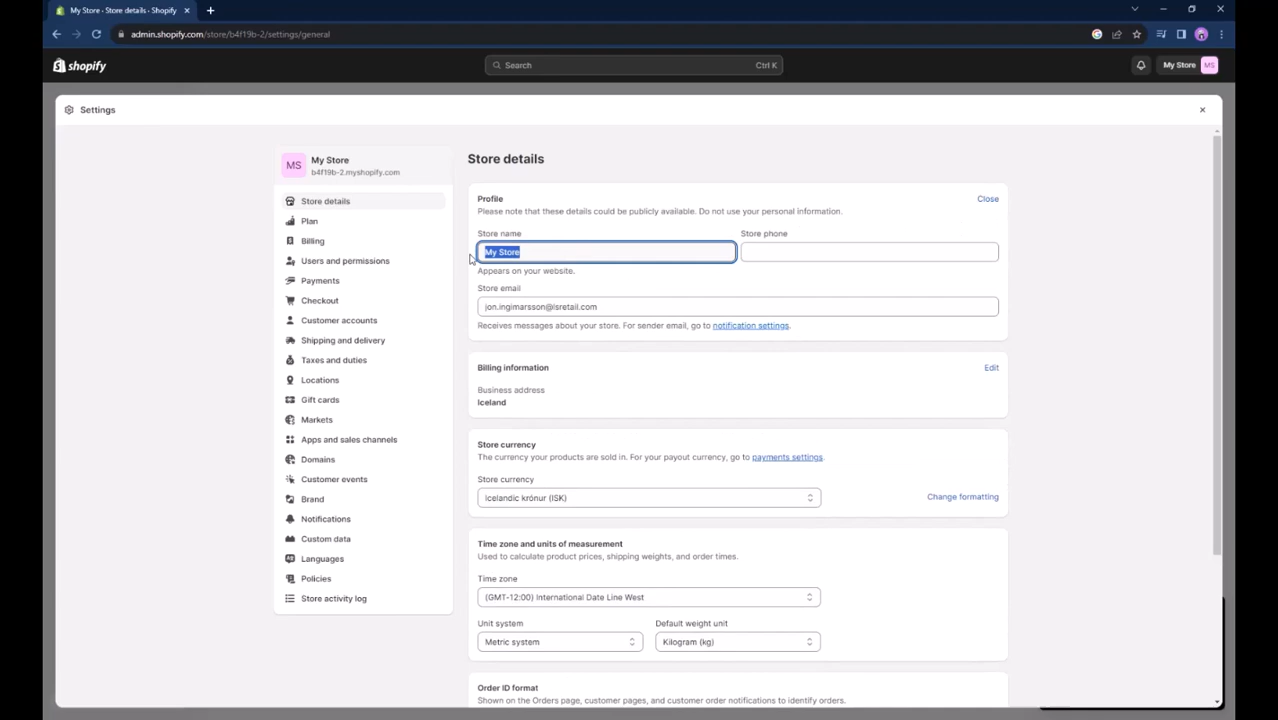 My Store · Store details · Shopify
admin.shopify.com/store/b4f19b-2/settings/general
shopify
Search
Ctrl K
My Store
MS
Settings
MS
My Store
b4f19b-2.myshopify.com
Store details
Plan
Billing
Users and permissions
Payments
Checkout
Customer accounts
Shipping and delivery
Taxes and duties
Locations
Gift cards
Markets
Apps and sales channels
Domains
Customer events
Brand
Notifications
Custom data
Languages
Policies
Store activity log
Store details
Profile
Close
Please note that these details could be publicly available. Do not use your personal information.
Store name
Store phone
My Store
Appears on your website.
Store email
jon.ingimarsson@lsretail.com
Receives messages about your store. For sender email, go to notification settings.
Billing information
Edit
Business address
Iceland
Store currency
The currency your products are sold in. For your payout currency, go to payments settings.
Store currency
Icelandic krónur (ISK)
Change formatting
Time zone and units of measurement
Used to calculate product prices, shipping weights, and order times.
Time zone
(GMT-12:00) International Date Line West
Unit system
Default weight unit
Metric system
Kilogram (kg)
Order ID format
Shown on the Orders page, customer pages, and customer order notifications to identify orders.